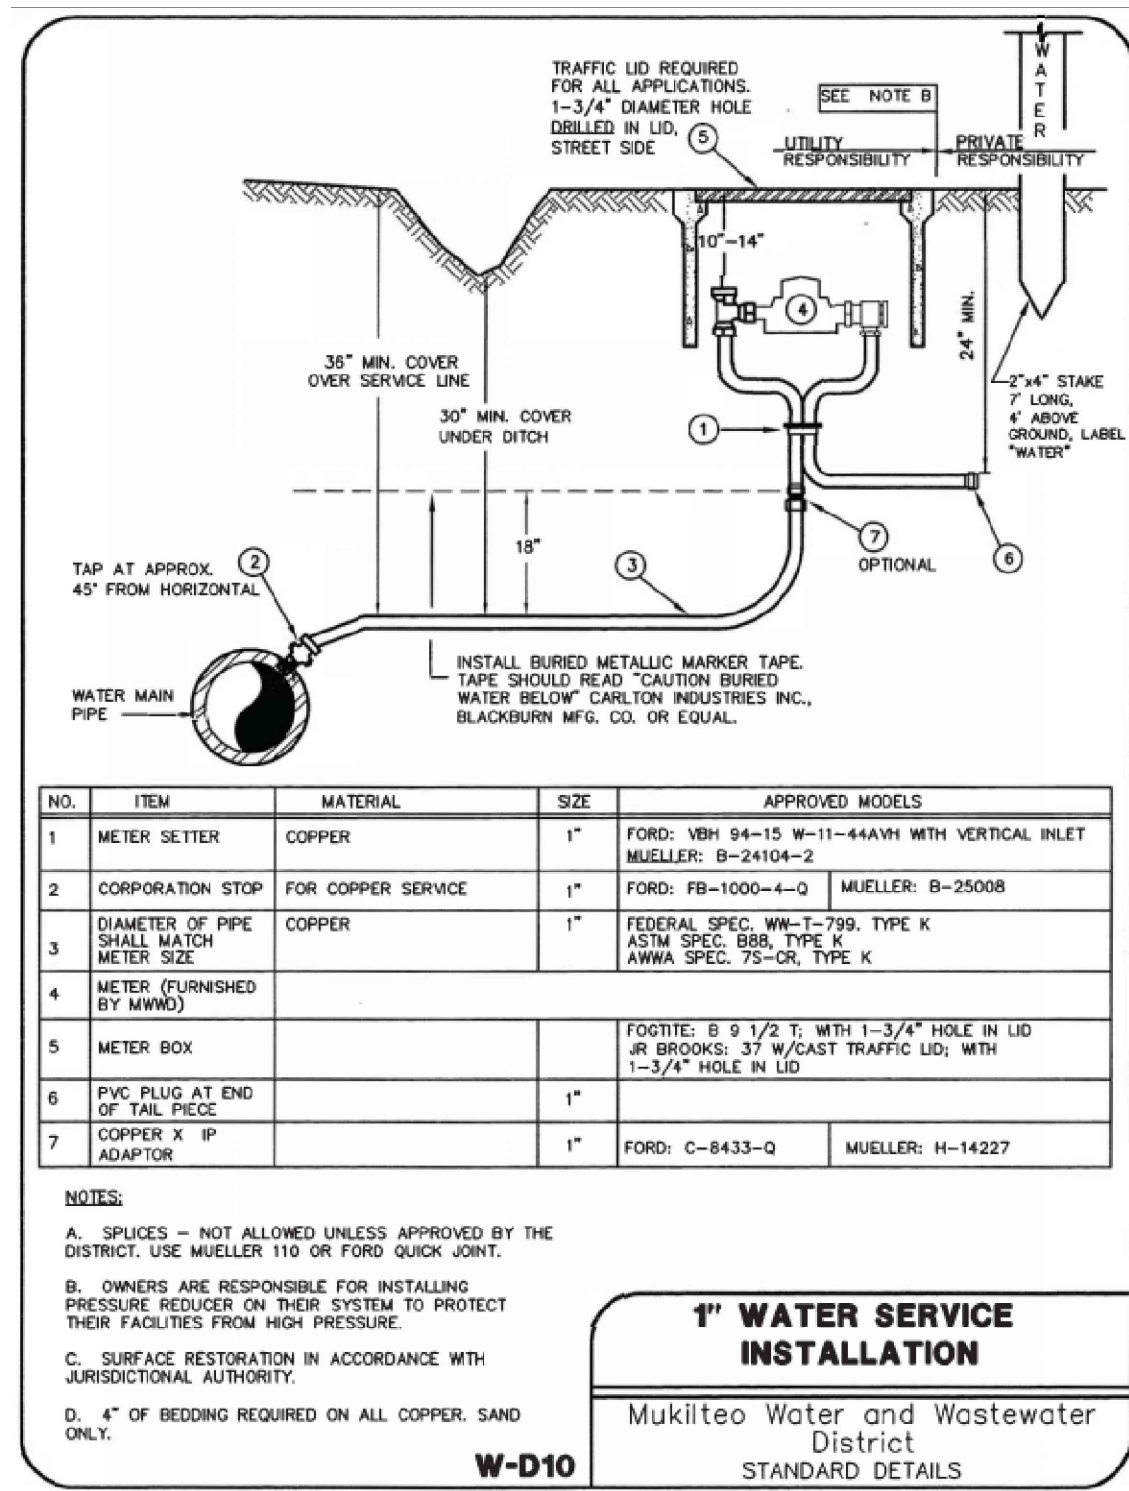 TRAFFIC LID REQUIRED
FOR ALL APPLICATIONS.
1-3/4" DIAMETER HOLE
DRILLED IN LID,
STREET SIDE
5
SEE NOTE B
UTILITY
RESPONSIBILITY
PRIVATE
RESPONSIBILITY
WATER
10"-14"
4
24" MIN.
36" MIN. COVER
OVER SERVICE LINE
30" MIN. COVER
UNDER DITCH
1
2"x4" STAKE
7' LONG,
4' ABOVE
GROUND, LABEL
"WATER"
18"
7
OPTIONAL
6
2
TAP AT APPROX.
45° FROM HORIZONTAL
3
WATER MAIN
PIPE
INSTALL BURIED METALLIC MARKER TAPE.
TAPE SHOULD READ "CAUTION BURIED
WATER BELOW" CARLTON INDUSTRIES INC.,
BLACKBURN MFG. CO. OR EQUAL.
NO. ITEM MATERIAL SIZE APPROVED MODELS
1 METER SETTER COPPER 1" FORD: VBH 94-15 W-11-44AVH WITH VERTICAL INLET
MUELLER: B-24104-2
2 CORPORATION STOP FOR COPPER SERVICE 1" FORD: FB-1000-4-Q MUELLER: B-25008
3 DIAMETER OF PIPE COPPER 1" FEDERAL SPEC. WW-T-799. TYPE K
SHALL MATCH ASTM SPEC. B88, TYPE K
METER SIZE AWWA SPEC. 7S-CR, TYPE K
4 METER (FURNISHED
BY MWWD)
5 METER BOX FOGTITE: B 9 1/2 T; WITH 1-3/4" HOLE IN LID
JR BROOKS: 37 W/CAST TRAFFIC LID; WITH
1-3/4" HOLE IN LID
6 PVC PLUG AT END 1"
OF TAIL PIECE
7 COPPER X IP 1" FORD: C-8433-Q MUELLER: H-14227
ADAPTOR
NOTES:
A. SPLICES – NOT ALLOWED UNLESS APPROVED BY THE
DISTRICT. USE MUELLER 110 OR FORD QUICK JOINT.
B. OWNERS ARE RESPONSIBLE FOR INSTALLING
PRESSURE REDUCER ON THEIR SYSTEM TO PROTECT
THEIR FACILITIES FROM HIGH PRESSURE.
C. SURFACE RESTORATION IN ACCORDANCE WITH
JURISDICTIONAL AUTHORITY.
D. 4" OF BEDDING REQUIRED ON ALL COPPER. SAND
ONLY.
W-D10
1" WATER SERVICE
INSTALLATION
Mukilteo Water and Wastewater
District
STANDARD DETAILS